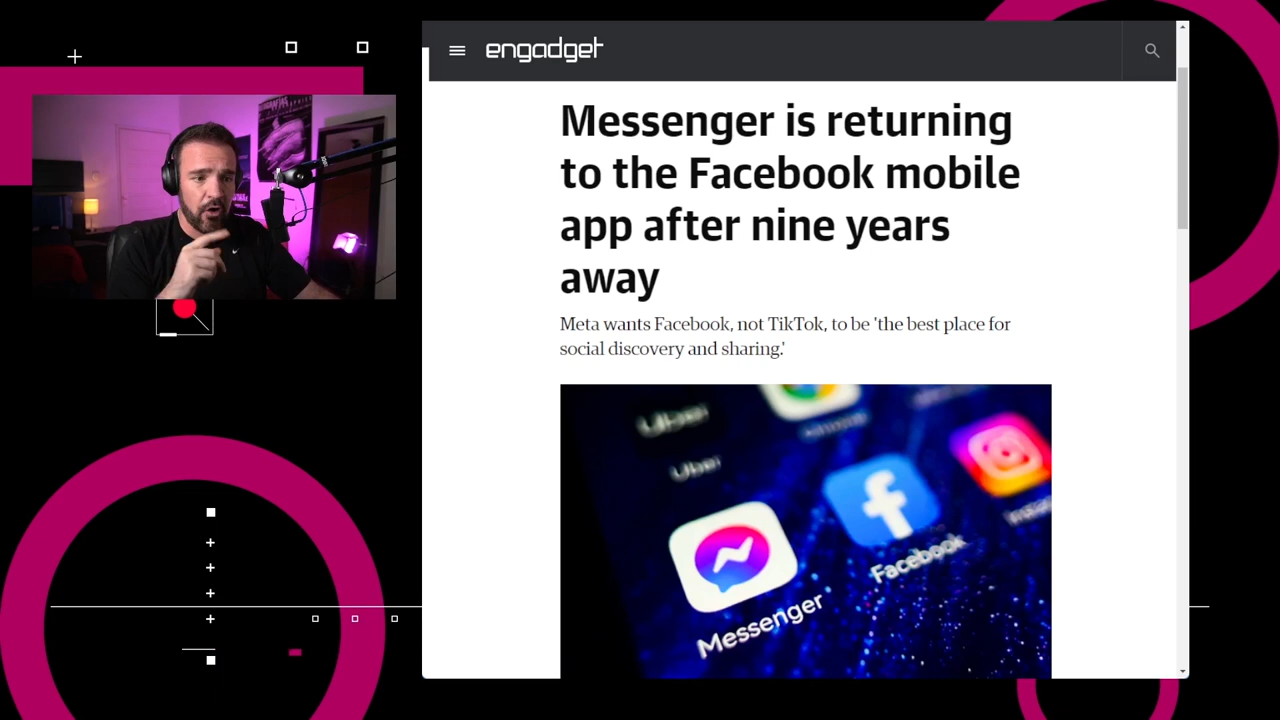 engadget
Messenger is returning
to the Facebook mobile
app after nine years
away
Meta wants Facebook, not TikTok, to be 'the best place for
social discovery and sharing.'
Uber
Uber
Facebook
Messenger